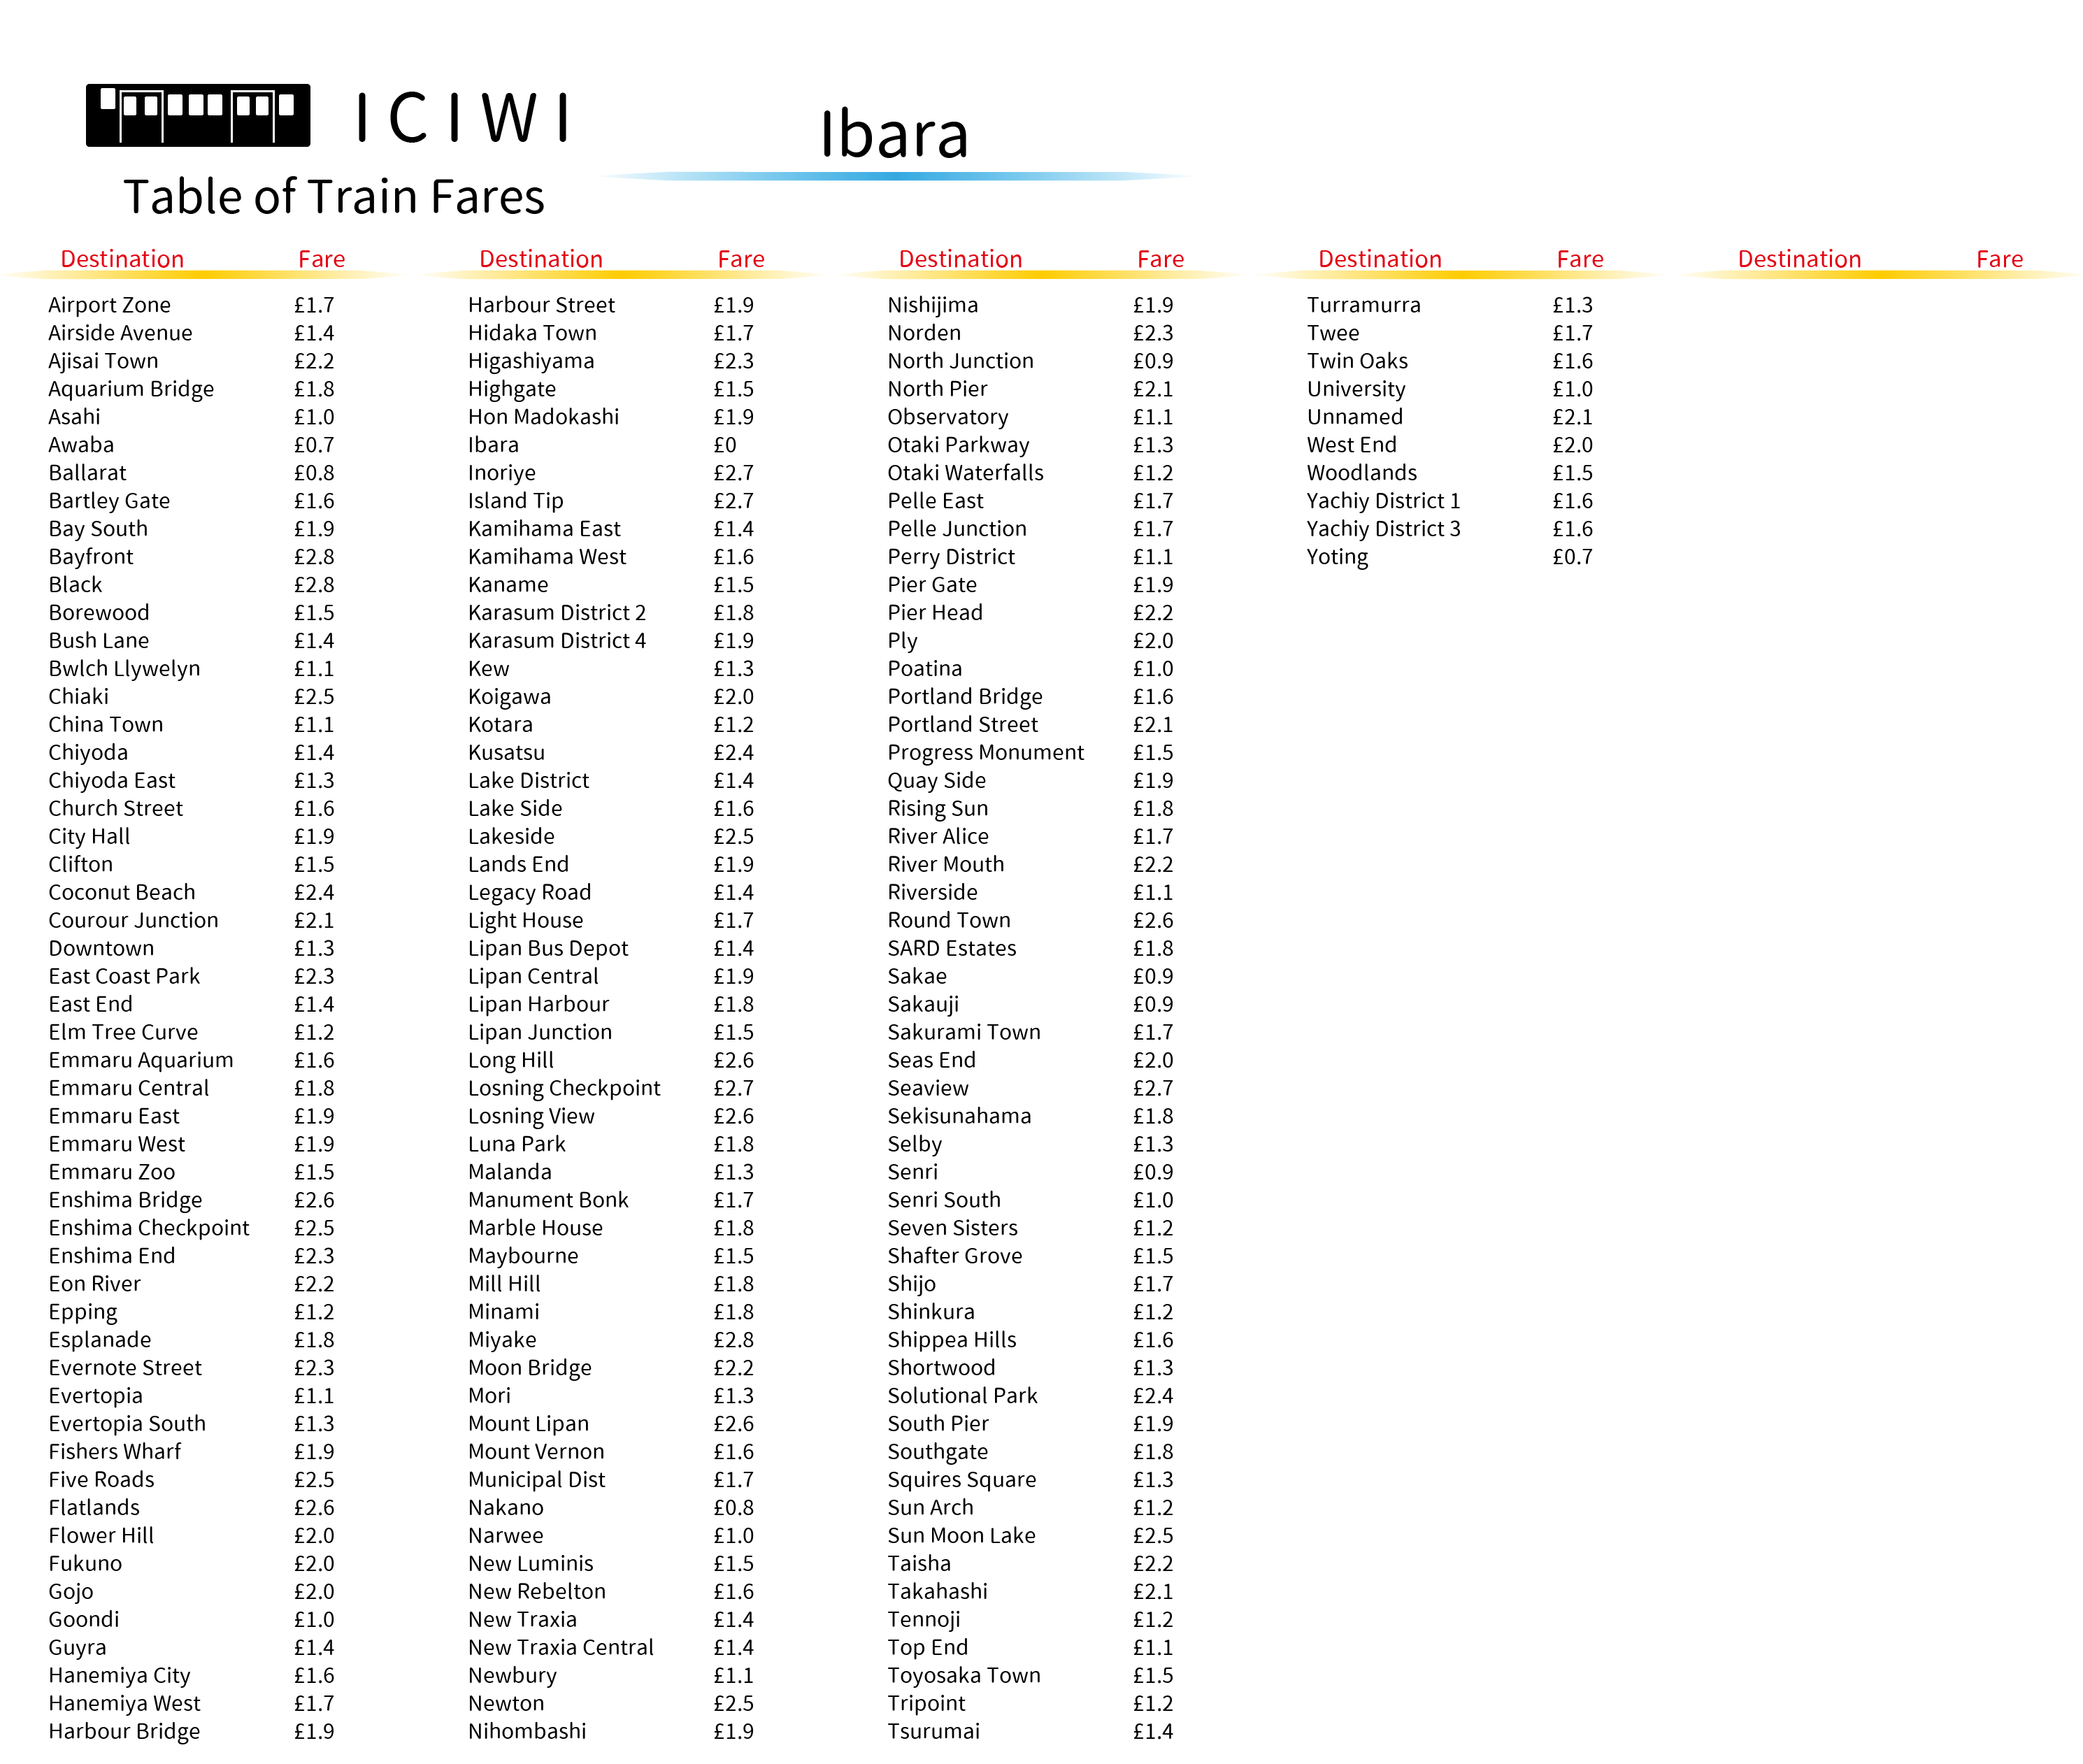 ICIWI
Ibara
Table of Train Fares
Destination Fare Destination Fare Destination Fare Destination Fare Destination Fare
Airport Zone £1.7 Harbour Street £1.9 Nishijima £1.9 Turramurra £1.3
Airside Avenue £1.4 Hidaka Town £1.7 Norden £2.3 Twee £1.7
Ajisai Town £2.2 Higashiyama £2.3 North Junction £0.9 Twin Oaks £1.6
Aquarium Bridge £1.8 Highgate £1.5 North Pier £2.1 University £1.0
Asahi £1.0 Hon Madokashi £1.9 Observatory £1.1 Unnamed £2.1
Awaba £0.7 Ibara £0 Otaki Parkway £1.3 West End £2.0
Ballarat £0.8 Inoriye £2.7 Otaki Waterfalls £1.2 Woodlands £1.5
Bartley Gate £1.6 Island Tip £2.7 Pelle East £1.7 Yachiy District 1 £1.6
Bay South £1.9 Kamihama East £1.4 Pelle Junction £1.7 Yachiy District 3 £1.6
Bayfront £2.8 Kamihama West £1.6 Perry District £1.1 Yoting £0.7
Black £2.8 Kaname £1.5 Pier Gate £1.9
Borewood £1.5 Karasum District 2 £1.8 Pier Head £2.2
Bush Lane £1.4 Karasum District 4 £1.9 Ply £2.0
Bwlch Llywelyn £1.1 Kew £1.3 Poatina £1.0
Chiaki £2.5 Koigawa £2.0 Portland Bridge £1.6
China Town £1.1 Kotara £1.2 Portland Street £2.1
Chiyoda £1.4 Kusatsu £2.4 Progress Monument £1.5
Chiyoda East £1.3 Lake District £1.4 Quay Side £1.9
Church Street £1.6 Lake Side £1.6 Rising Sun £1.8
City Hall £1.9 Lakeside £2.5 River Alice £1.7
Clifton £1.5 Lands End £1.9 River Mouth £2.2
Coconut Beach £2.4 Legacy Road £1.4 Riverside £1.1
Courour Junction £2.1 Light House £1.7 Round Town £2.6
Downtown £1.3 Lipan Bus Depot £1.4 SARD Estates £1.8
East Coast Park £2.3 Lipan Central £1.9 Sakae £0.9
East End £1.4 Lipan Harbour £1.8 Sakauji £0.9
Elm Tree Curve £1.2 Lipan Junction £1.5 Sakurami Town £1.7
Emmaru Aquarium £1.6 Long Hill £2.6 Seas End £2.0
Emmaru Central £1.8 Losning Checkpoint £2.7 Seaview £2.7
Emmaru East £1.9 Losning View £2.6 Sekisunahama £1.8
Emmaru West £1.9 Luna Park £1.8 Selby £1.3
Emmaru Zoo £1.5 Malanda £1.3 Senri £0.9
Enshima Bridge £2.6 Manument Bonk £1.7 Senri South £1.0
Enshima Checkpoint £2.5 Marble House £1.8 Seven Sisters £1.2
Enshima End £2.3 Maybourne £1.5 Shafter Grove £1.5
Eon River £2.2 Mill Hill £1.8 Shijo £1.7
Epping £1.2 Minami £1.8 Shinkura £1.2
Esplanade £1.8 Miyake £2.8 Shippea Hills £1.6
Evernote Street £2.3 Moon Bridge £2.2 Shortwood £1.3
Evertopia £1.1 Mori £1.3 Solutional Park £2.4
Evertopia South £1.3 Mount Lipan £2.6 South Pier £1.9
Fishers Wharf £1.9 Mount Vernon £1.6 Southgate £1.8
Five Roads £2.5 Municipal Dist £1.7 Squires Square £1.3
Flatlands £2.6 Nakano £0.8 Sun Arch £1.2
Flower Hill £2.0 Narwee £1.0 Sun Moon Lake £2.5
Fukuno £2.0 New Luminis £1.5 Taisha £2.2
Gojo £2.0 New Rebelton £1.6 Takahashi £2.1
Goondi £1.0 New Traxia £1.4 Tennoji £1.2
Guyra £1.4 New Traxia Central £1.4 Top End £1.1
Hanemiya City £1.6 Newbury £1.1 Toyosaka Town £1.5
Hanemiya West £1.7 Newton £2.5 Tripoint £1.2
Harbour Bridge £1.9 Nihombashi £1.9 Tsurumai £1.4